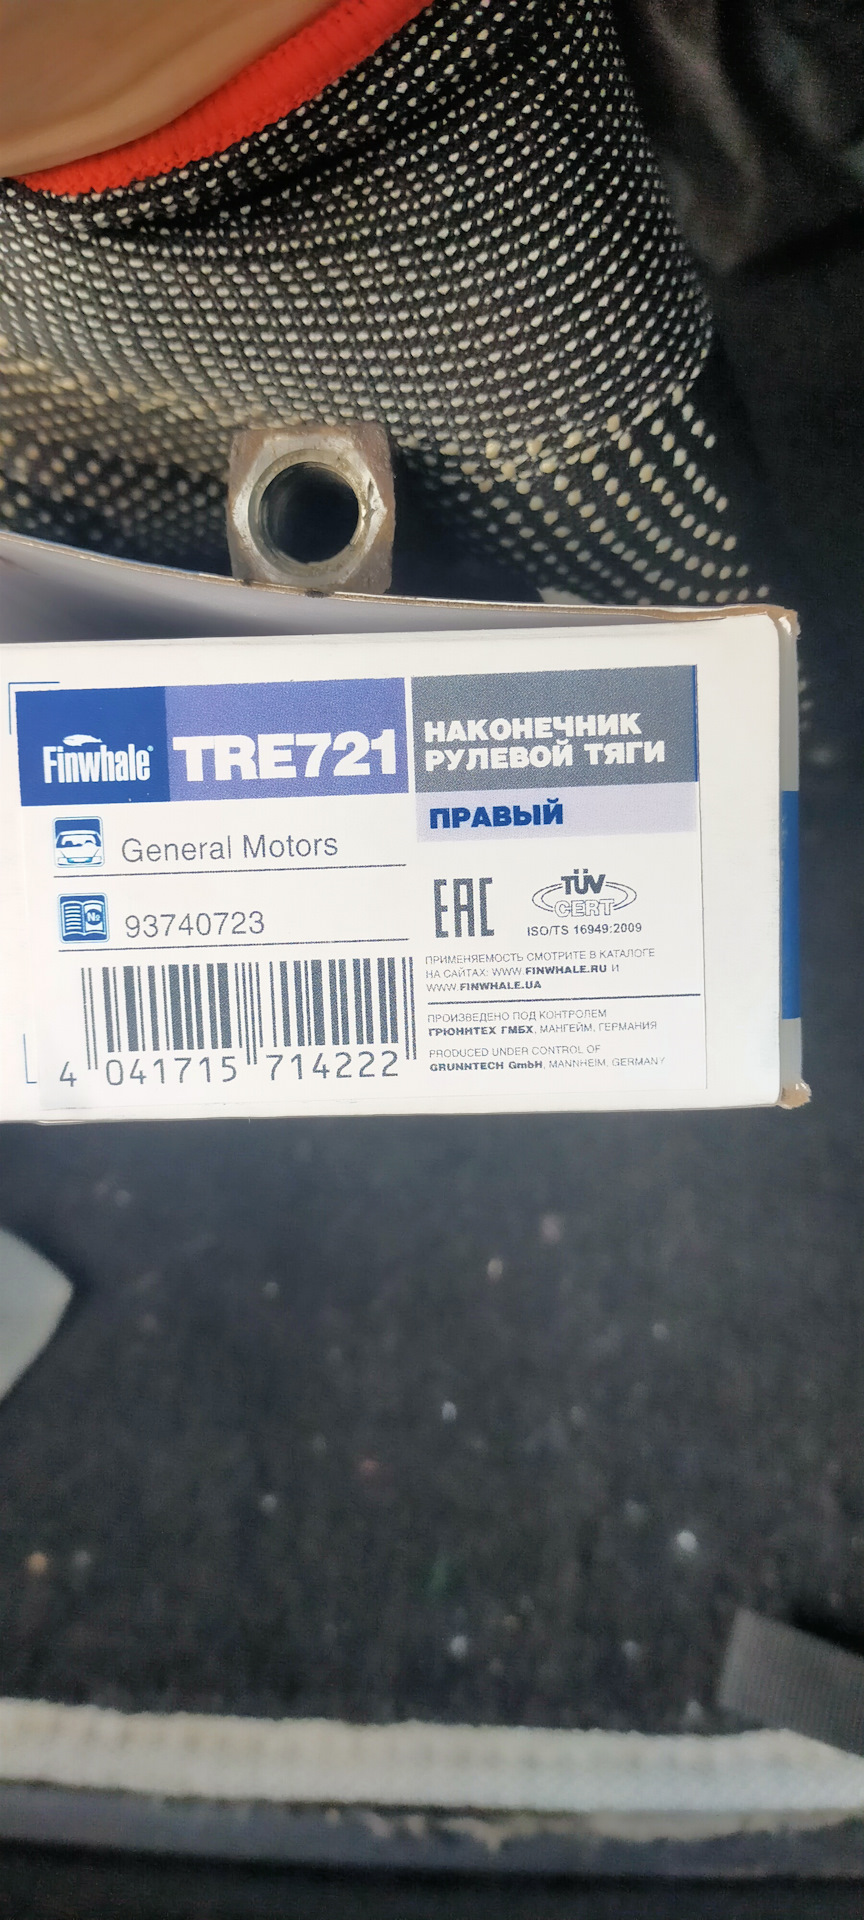 Finwhale® TRE721
НАКОНЕЧНИК
РУЛЕВОЙ ТЯГИ
ПРАВЫЙ
General Motors
№ 93740723
EAC
TÜV
CERT
ISO/TS 16949:2009
ПРИМЕНЯЕМОСТЬ СМОТРИТЕ В КАТАЛОГЕ
НА САЙТАХ: WWW.FINWHALE.RU И
WWW.FINWHALE.UA
ПРОИЗВЕДЕНО ПОД КОНТРОЛЕМ
ГРЮННТЕХ ГМБХ, МАНГЕЙМ, ГЕРМАНИЯ
PRODUCED UNDER CONTROL OF
GRUNNTECH GmbH, MANNHEIM, GERMANY
4 041715 714222